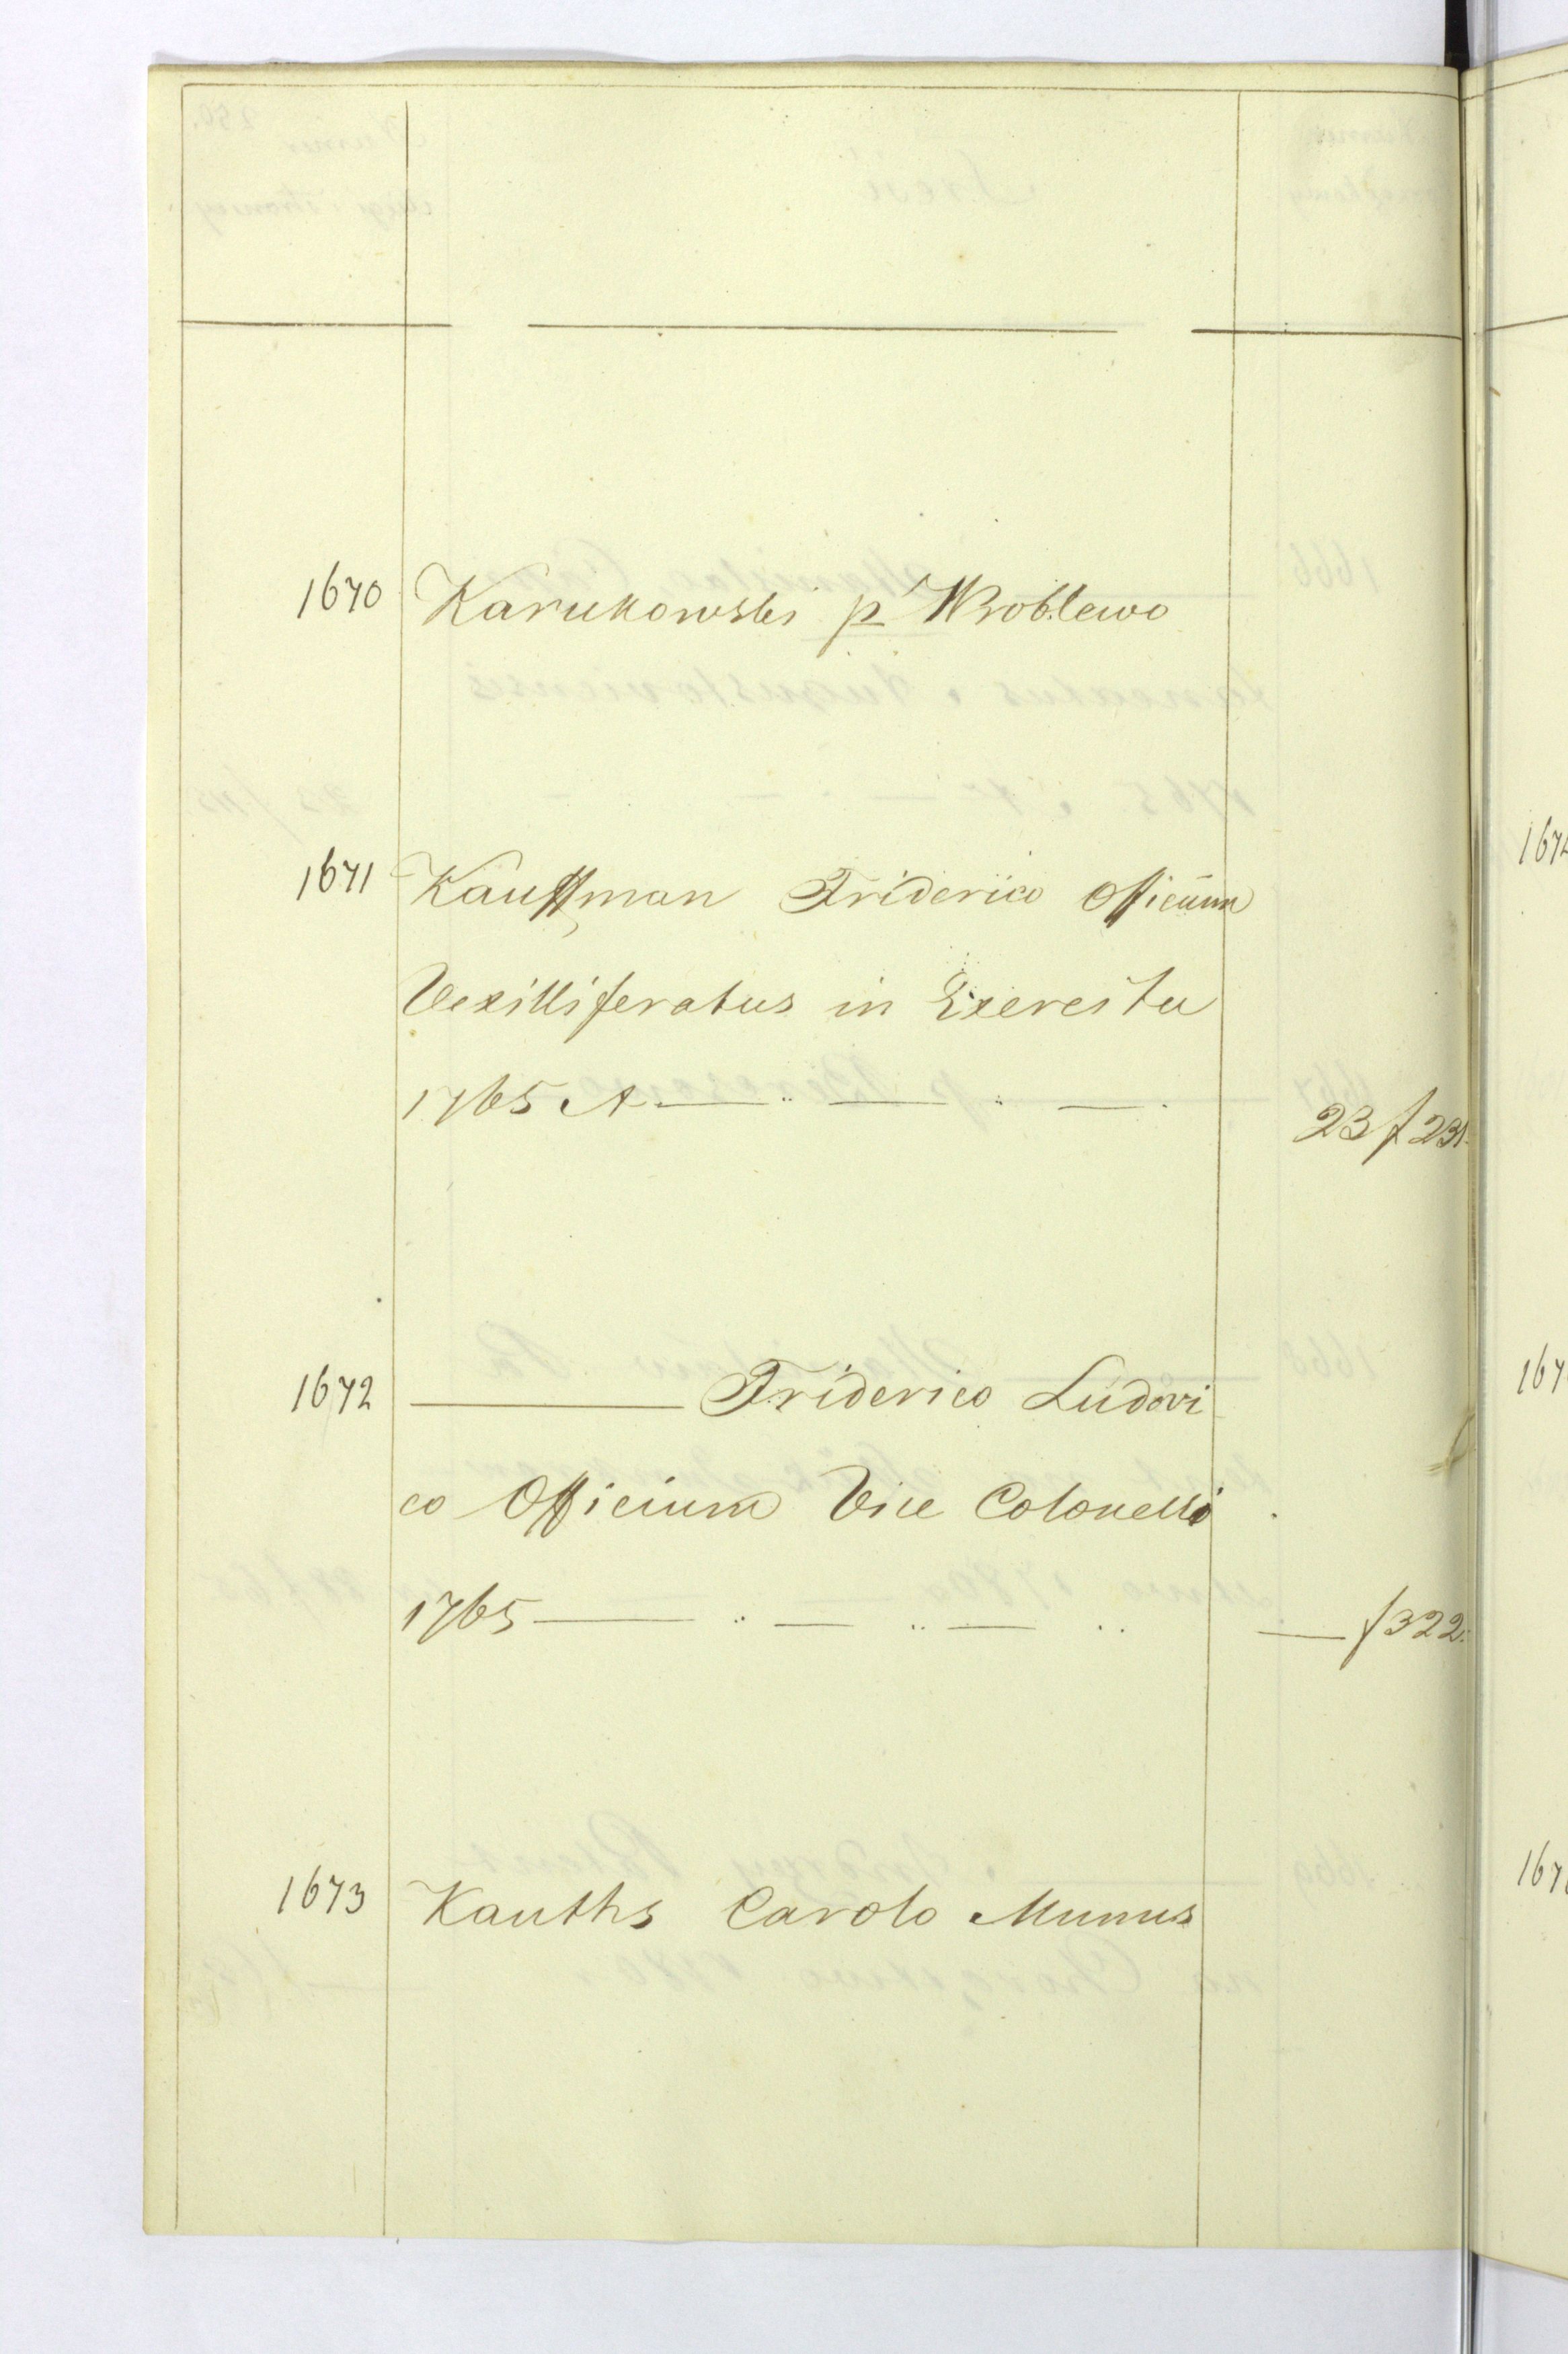 1670 Karukowski p Wroblewo
1671 Kauffman Friderico Officium
Vexilliferatus in Exercitu
1765 A — .. — .. — . 23 f 231.
1672 — Friderico Ludovi
co Officium Vice Colonelli
1765 — .. — .. — .. — f 322.
1673 Kauths Carolo Munus